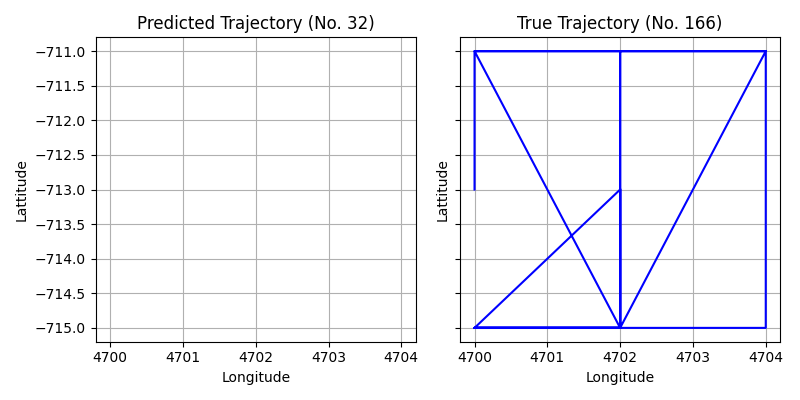 Predicted Trajectory (No. 32)
True Trajectory (No. 166)
Lattitude
−711.0
−711.5
−712.0
−712.5
−713.0
−713.5
−714.0
−714.5
−715.0
4700 4701 4702 4703 4704
Longitude
Lattitude
4700 4701 4702 4703 4704
Longitude